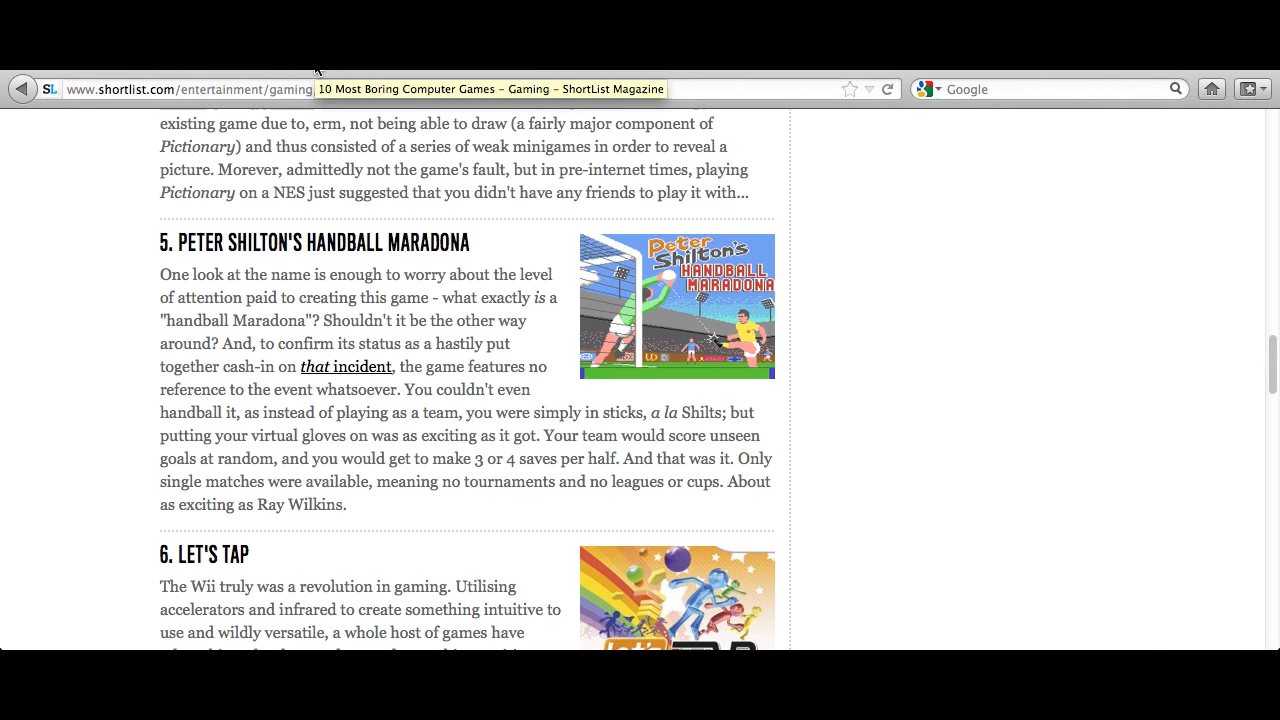 SL www.shortlist.com/entertainment/gaming
10 Most Boring Computer Games – Gaming – ShortList Magazine
Google
existing game due to, erm, not being able to draw (a fairly major component of
Pictionary) and thus consisted of a series of weak minigames in order to reveal a
picture. Morever, admittedly not the game's fault, but in pre-internet times, playing
Pictionary on a NES just suggested that you didn't have any friends to play it with...
5. PETER SHILTON'S HANDBALL MARADONA
One look at the name is enough to worry about the level
of attention paid to creating this game - what exactly is a
"handball Maradona"? Shouldn't it be the other way
around? And, to confirm its status as a hastily put
together cash-in on that incident, the game features no
reference to the event whatsoever. You couldn't even
handball it, as instead of playing as a team, you were simply in sticks, a la Shilts; but
putting your virtual gloves on was as exciting as it got. Your team would score unseen
goals at random, and you would get to make 3 or 4 saves per half. And that was it. Only
single matches were available, meaning no tournaments and no leagues or cups. About
as exciting as Ray Wilkins.
Peter
Shilton's
HANDBALL
MARADONA
6. LET'S TAP
The Wii truly was a revolution in gaming. Utilising
accelerators and infrared to create something intuitive to
use and wildly versatile, a whole host of games have